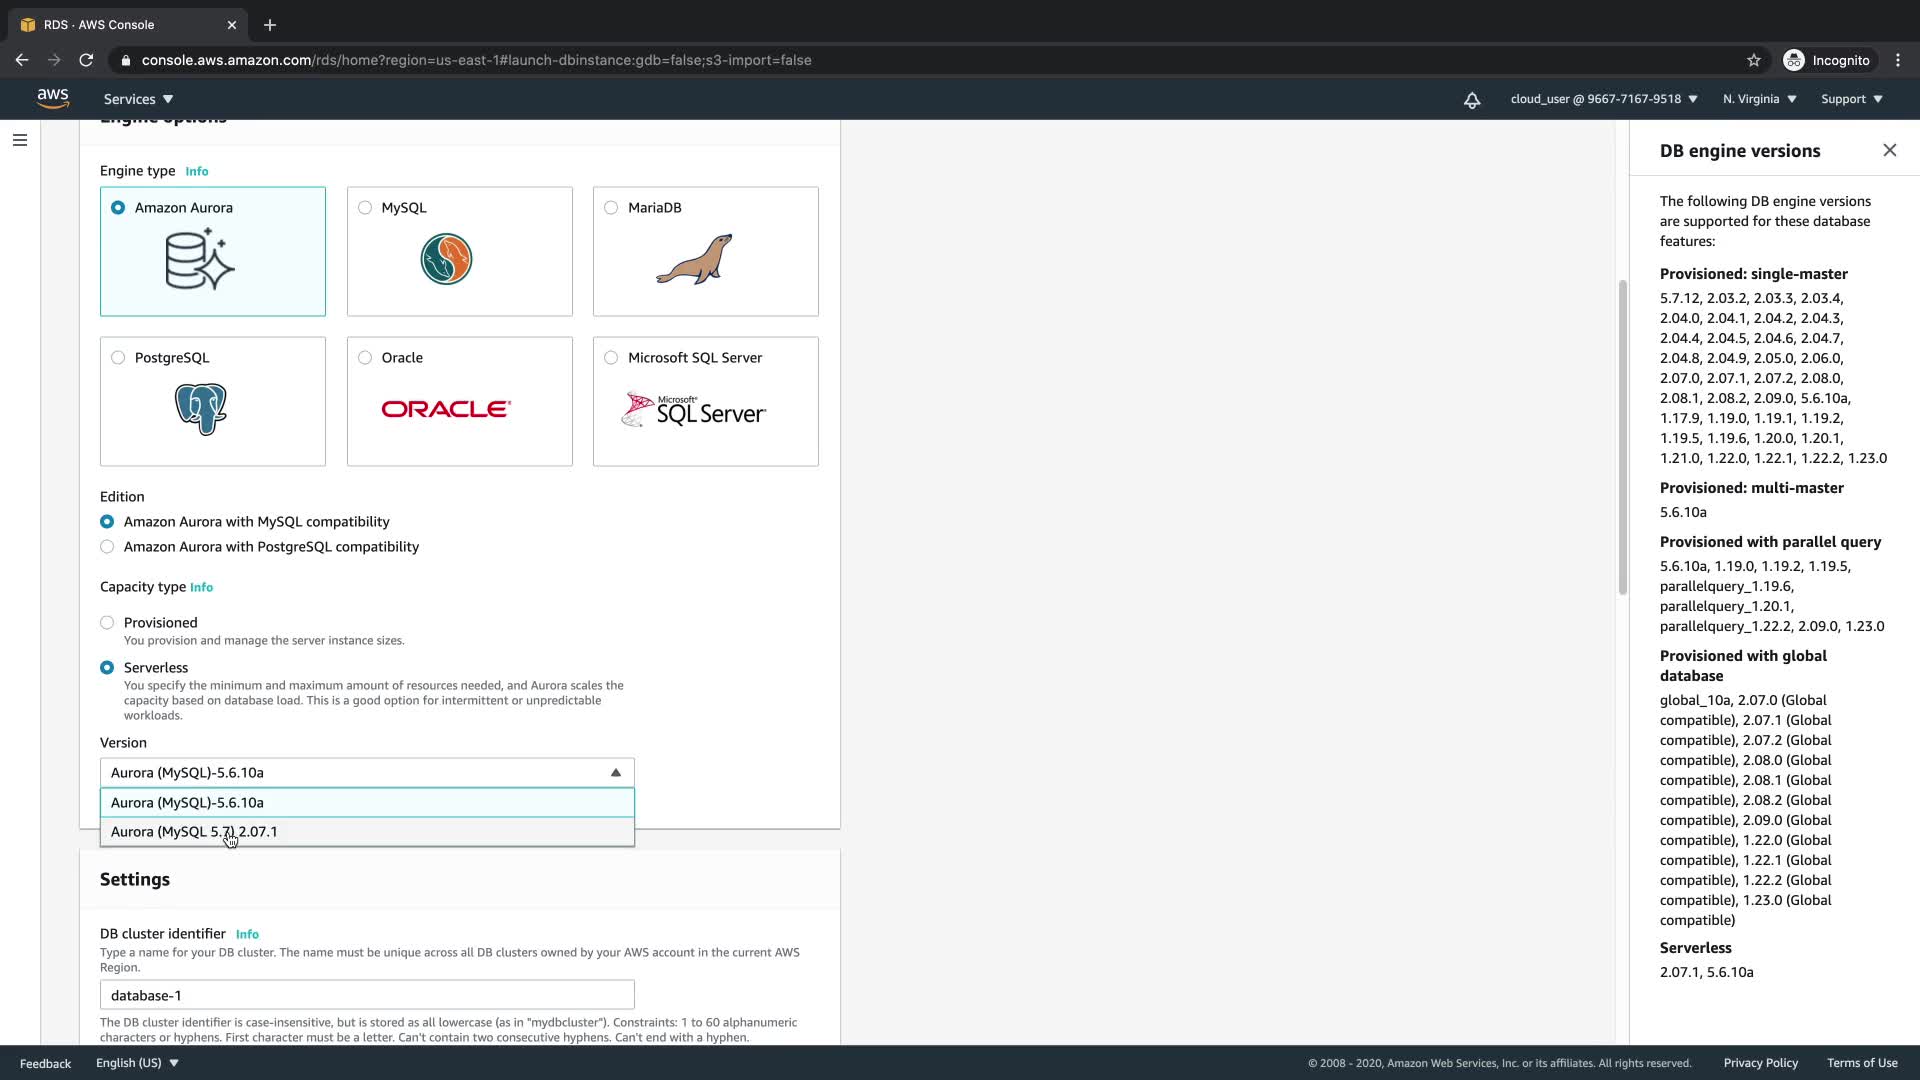 RDS · AWS Console
console.aws.amazon.com/rds/home?region=us-east-1#launch-dbinstance:gdb=false;s3-import=false
Incognito
aws
Services
cloud_user @ 9667-7167-9518
N. Virginia
Support
Engine options
Engine type Info
Amazon Aurora
MySQL
MariaDB
PostgreSQL
Oracle
ORACLE
Microsoft SQL Server
Microsoft
SQL Server
Edition
Amazon Aurora with MySQL compatibility
Amazon Aurora with PostgreSQL compatibility
Capacity type Info
Provisioned
You provision and manage the server instance sizes.
Serverless
You specify the minimum and maximum amount of resources needed, and Aurora scales the
capacity based on database load. This is a good option for intermittent or unpredictable
workloads.
Version
Aurora (MySQL)-5.6.10a
Aurora (MySQL)-5.6.10a
Aurora (MySQL 5.7) 2.07.1
Settings
DB cluster identifier Info
Type a name for your DB cluster. The name must be unique across all DB clusters owned by your AWS account in the current AWS
Region.
database-1
The DB cluster identifier is case-insensitive, but is stored as all lowercase (as in "mydbcluster"). Constraints: 1 to 60 alphanumeric
characters or hyphens. First character must be a letter. Can't contain two consecutive hyphens. Can't end with a hyphen.
DB engine versions
The following DB engine versions
are supported for these database
features:
Provisioned: single-master
5.7.12, 2.03.2, 2.03.3, 2.03.4,
2.04.0, 2.04.1, 2.04.2, 2.04.3,
2.04.4, 2.04.5, 2.04.6, 2.04.7,
2.04.8, 2.04.9, 2.05.0, 2.06.0,
2.07.0, 2.07.1, 2.07.2, 2.08.0,
2.08.1, 2.08.2, 2.09.0, 5.6.10a,
1.17.9, 1.19.0, 1.19.1, 1.19.2,
1.19.5, 1.19.6, 1.20.0, 1.20.1,
1.21.0, 1.22.0, 1.22.1, 1.22.2, 1.23.0
Provisioned: multi-master
5.6.10a
Provisioned with parallel query
5.6.10a, 1.19.0, 1.19.2, 1.19.5,
parallelquery_1.19.6,
parallelquery_1.20.1,
parallelquery_1.22.2, 2.09.0, 1.23.0
Provisioned with global
database
global_10a, 2.07.0 (Global
compatible), 2.07.1 (Global
compatible), 2.07.2 (Global
compatible), 2.08.0 (Global
compatible), 2.08.1 (Global
compatible), 2.08.2 (Global
compatible), 2.09.0 (Global
compatible), 1.22.0 (Global
compatible), 1.22.1 (Global
compatible), 1.22.2 (Global
compatible), 1.23.0 (Global
compatible)
Serverless
2.07.1, 5.6.10a
Feedback
English (US)
© 2008 - 2020, Amazon Web Services, Inc. or its affiliates. All rights reserved.
Privacy Policy
Terms of Use